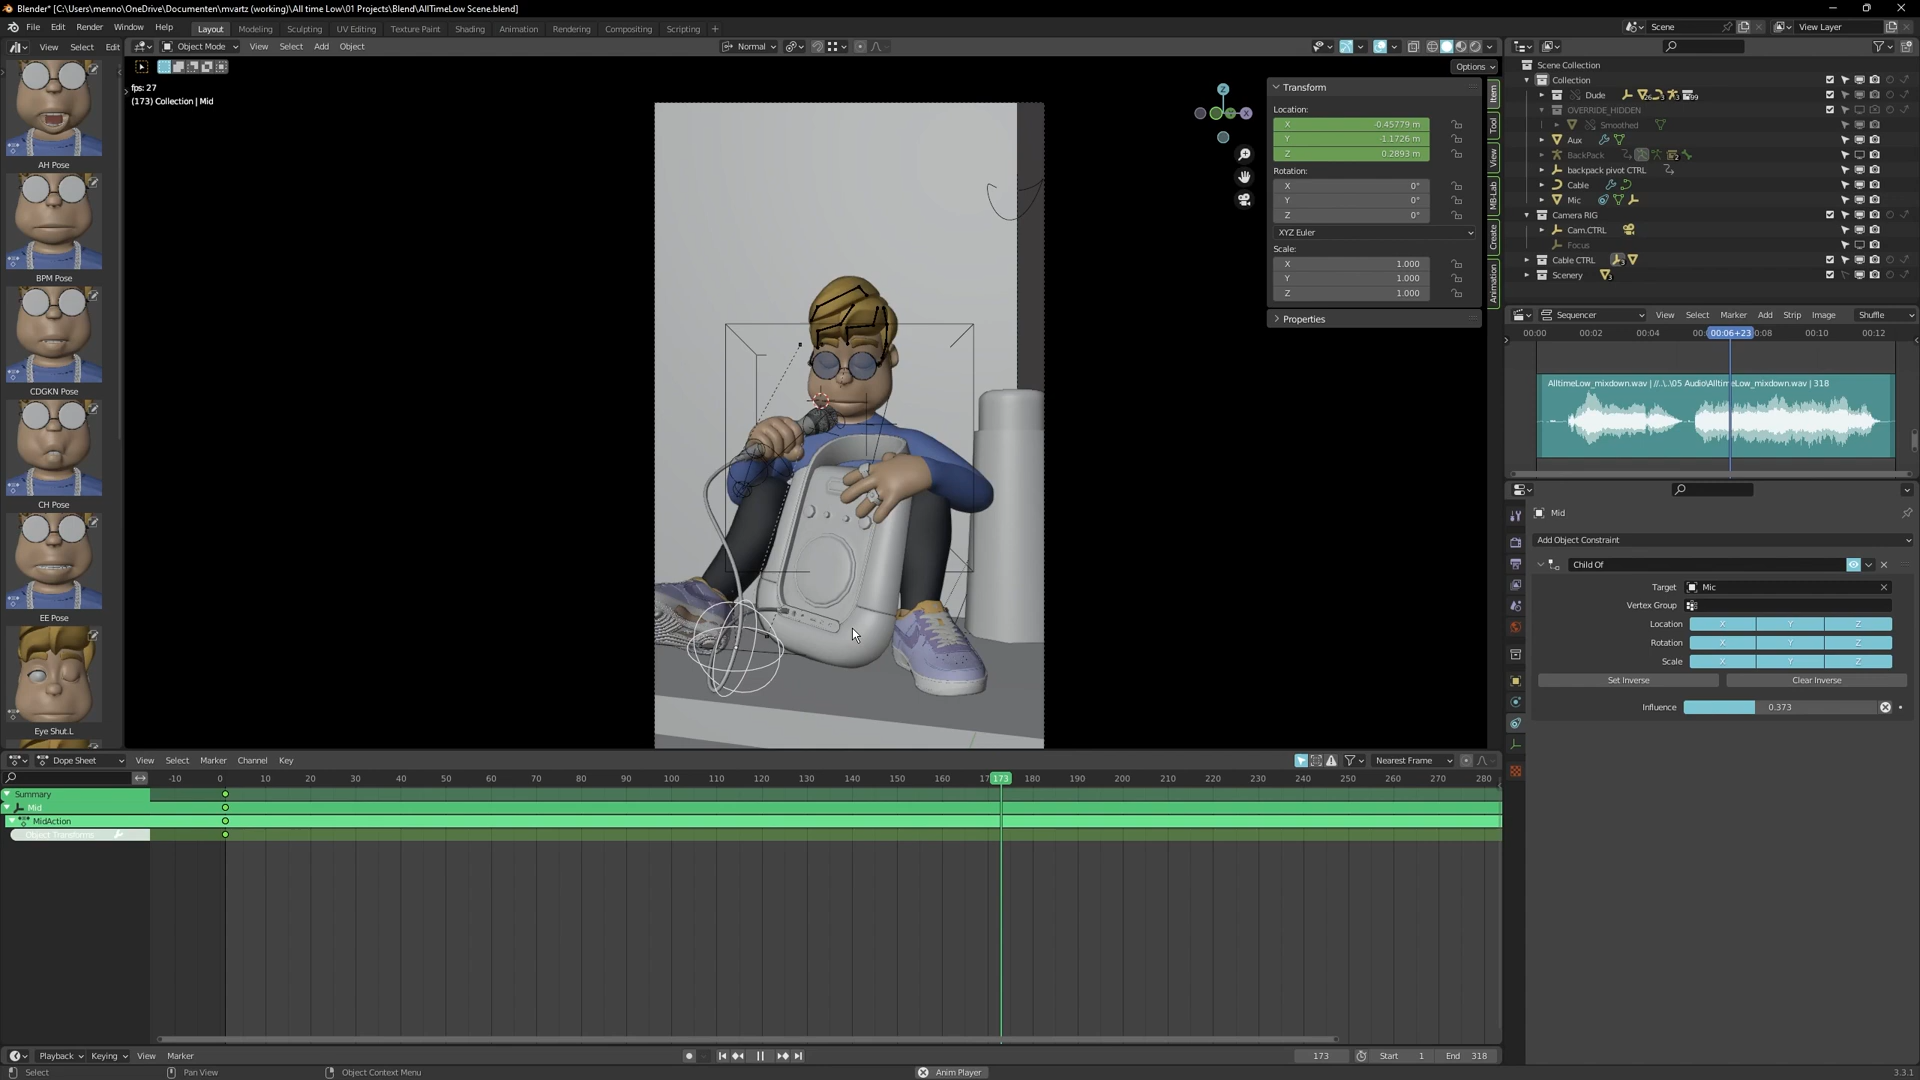 Blender* [C:\Users\menno\OneDrive\Documenten\mvartz (working)\All time Low\01 Projects\Blend\AllTimeLow Scene.blend]
File Edit Render Window Help Layout Modeling Sculpting UV Editing Texture Paint Shading Animation Rendering Compositing Scripting + Scene View Layer
View Select Edit Object Mode View Select Add Object Normal
Options
fps: 27
(173) Collection | Mid
AH Pose
BPM Pose
CDGKN Pose
CH Pose
EE Pose
Eye Shut.L
Z
X
Transform
Location:
X -0.45779 m
Y -1.1726 m
Z 0.2893 m
Rotation:
X 0°
Y 0°
Z 0°
XYZ Euler
Scale:
X 1.000
Y 1.000
Z 1.000
Properties
Item
Tool
View
MB-Lab
Create
Animation
Scene Collection
Collection
Dude
OVERRIDE_HIDDEN
Smoothed
Aux
BackPack
backpack pivot CTRL
Cable
Mic
Camera RIG
Cam.CTRL
Focus
Cable CTRL
Scenery
Sequencer View Select Marker Add Strip Image Shuffle
00:00 00:02 00:04 00:06+23 0:08 00:10 00:12
AlltimeLow_mixdown.wav | //..\..\05 Audio\AlltimeLow_mixdown.wav | 318
Mid
Add Object Constraint
Child Of
Target Mic
Vertex Group
Location X Y Z
Rotation X Y Z
Scale X Y Z
Set Inverse Clear Inverse
Influence 0.373
Dope Sheet View Select Marker Channel Key Nearest Frame
-10 0 10 20 30 40 50 60 70 80 90 100 110 120 130 140 150 160 173 180 190 200 210 220 230 240 250 260 270 280
Summary
Mid
MidAction
Object Transforms
Playback Keying View Marker 173 Start 1 End 318
Select Pan View Object Context Menu Anim Player 3.3.1